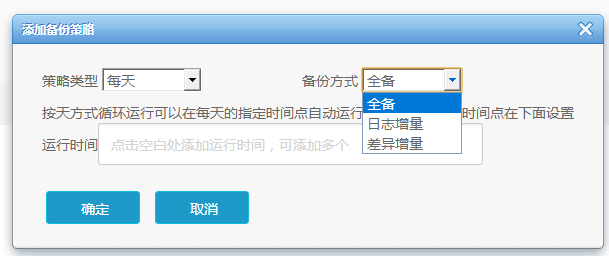 添加备份策略
策略类型 每天 备份方式 全备
全备
按天方式循环运行可以在每天的指定时间点自动运行 时间点在下面设置
日志增量
差异增量
运行时间 点击空白处添加运行时间，可添加多个
确定 取消